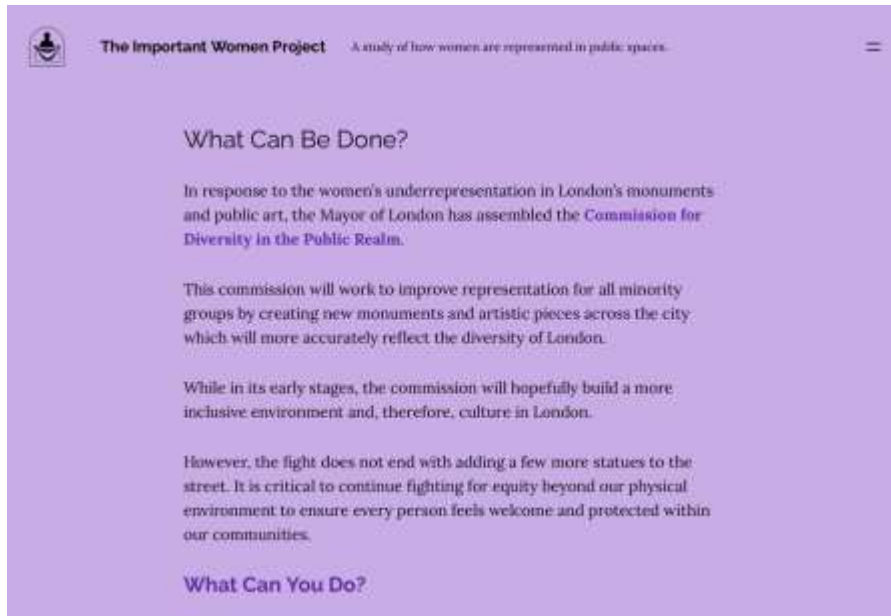 The Important Women Project A study of how women are represented in public spaces.
What Can Be Done?
In response to the women's underrepresentation in London's monuments
and public art, the Mayor of London has assembled the Commission for
Diversity in the Public Realm.
This commission will work to improve representation for all minority
groups by creating new monuments and artistic pieces across the city
which will more accurately reflect the diversity of London.
While in its early stages, the commission will hopefully build a more
inclusive environment and, therefore, culture in London.
However, the fight does not end with adding a few more statues to the
street. It is critical to continue fighting for equity beyond our physical
environment to ensure every person feels welcome and protected within
our communities.
What Can You Do?